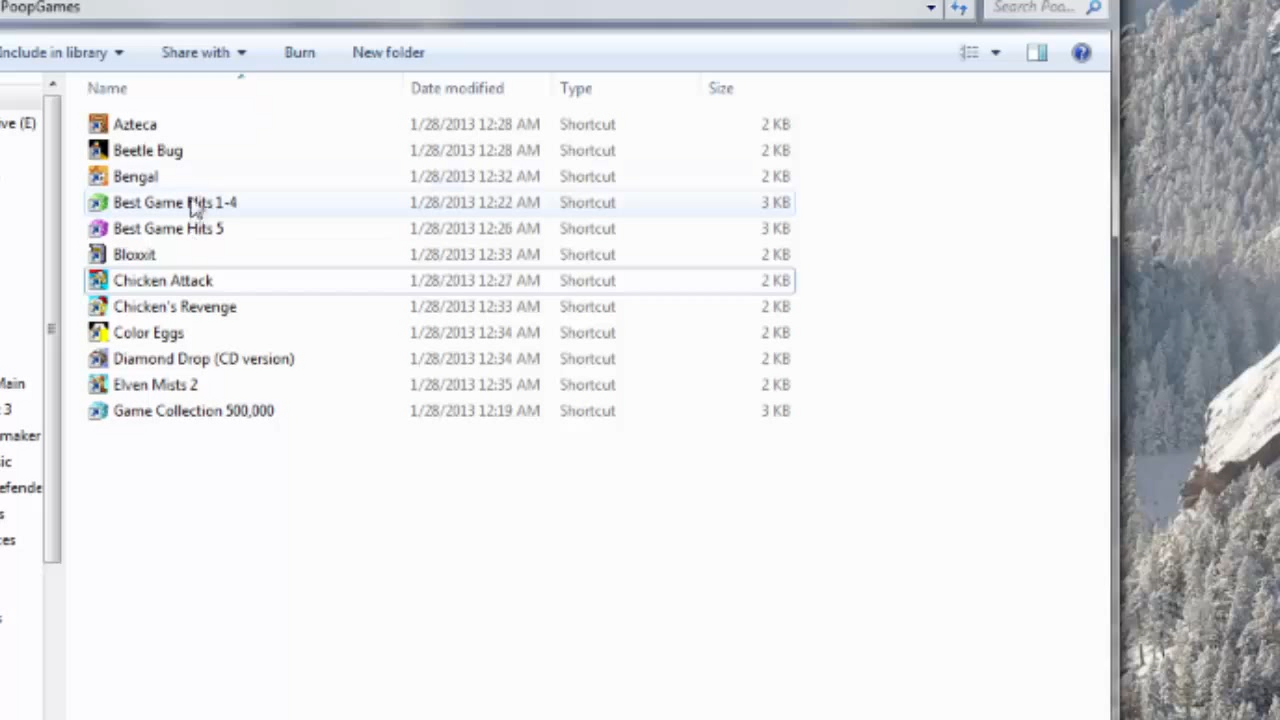 PoopGames Search Poo...
Include in library Share with Burn New folder
Name Date modified Type Size
Azteca 1/28/2013 12:28 AM Shortcut 2 KB
ve (E)
Beetle Bug 1/28/2013 12:28 AM Shortcut 2 KB
Bengal 1/28/2013 12:32 AM Shortcut 2 KB
Best Game Hits 1-4 1/28/2013 12:22 AM Shortcut 3 KB
Best Game Hits 5 1/28/2013 12:26 AM Shortcut 3 KB
Bloxxit 1/28/2013 12:33 AM Shortcut 2 KB
Chicken Attack 1/28/2013 12:27 AM Shortcut 2 KB
Chicken's Revenge 1/28/2013 12:33 AM Shortcut 2 KB
Color Eggs 1/28/2013 12:34 AM Shortcut 2 KB
Diamond Drop (CD version) 1/28/2013 12:34 AM Shortcut 2 KB
Main
Elven Mists 2 1/28/2013 12:35 AM Shortcut 2 KB
3
Game Collection 500,000 1/28/2013 12:19 AM Shortcut 3 KB
maker
ic
efende
s
ces
s